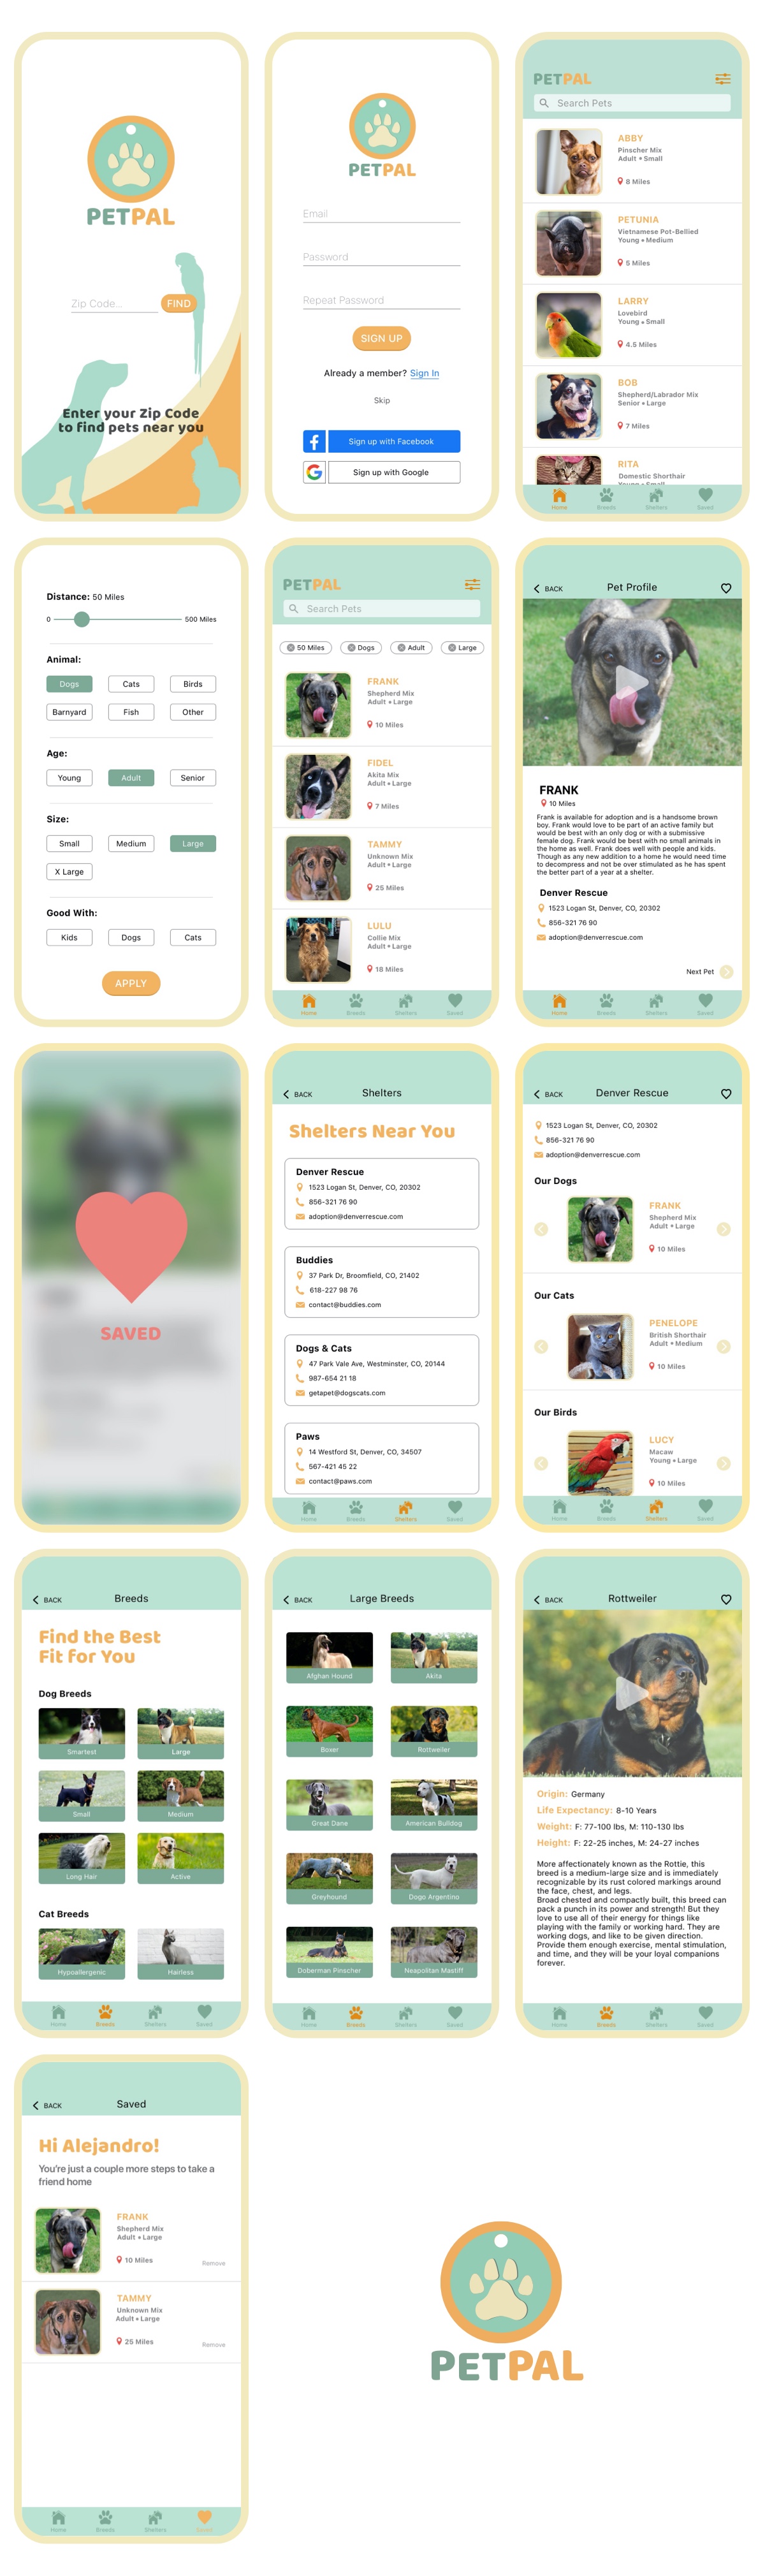 PETPAL
Zip Code...
FIND
Enter your Zip Code
to find pets near you
PETPAL
Email
Password
Repeat Password
SIGN UP
Already a member? Sign In
Skip
Sign up with Facebook
Sign up with Google
PETPAL
Search Pets
ABBY
Pinscher Mix
Adult • Small
8 Miles
PETUNIA
Vietnamese Pot-Bellied
Young • Medium
5 Miles
LARRY
Lovebird
Young • Small
4.5 Miles
BOB
Shepherd/Labrador Mix
Senior • Large
7 Miles
RITA
Domestic Shorthair
Young • Small
Home Breeds Shelters Saved
Distance: 50 Miles
0 500 Miles
Animal:
Dogs Cats Birds
Barnyard Fish Other
Age:
Young Adult Senior
Size:
Small Medium Large
X Large
Good With:
Kids Dogs Cats
APPLY
PETPAL
Search Pets
50 Miles Dogs Adult Large
FRANK
Shepherd Mix
Adult • Large
10 Miles
FIDEL
Akita Mix
Adult • Large
7 Miles
TAMMY
Unknown Mix
Adult • Large
25 Miles
LULU
Collie Mix
Adult • Large
18 Miles
Home Breeds Shelters Saved
BACK Pet Profile
FRANK
10 Miles
Frank is available for adoption and is a handsome brown
boy. Frank would love to be part of an active family but
would be best with an only dog or with a submissive
female dog. Frank would be best with no small animals in
the home as well. Frank does well with people and kids.
Though as any new addition to a home he would need time
to decompress and not be over stimulated as he has spent
the better part of a year at a shelter.
Denver Rescue
1523 Logan St, Denver, CO, 20302
856-321 76 90
adoption@denverrescue.com
Next Pet
Home Breeds Shelters Saved
SAVED
BACK Shelters
Shelters Near You
Denver Rescue
1523 Logan St, Denver, CO, 20302
856-321 76 90
adoption@denverrescue.com
Buddies
37 Park Dr, Broomfield, CO, 21402
618-227 98 76
contact@buddies.com
Dogs & Cats
47 Park Vale Ave, Westminster, CO, 20144
987-654 21 18
getapet@dogscats.com
Paws
14 Westford St, Denver, CO, 34507
567-421 45 22
contact@paws.com
Home Breeds Shelters Saved
BACK Denver Rescue
1523 Logan St, Denver, CO, 20302
856-321 76 90
adoption@denverrescue.com
Our Dogs
FRANK
Shepherd Mix
Adult • Large
10 Miles
Our Cats
PENELOPE
British Shorthair
Adult • Medium
10 Miles
Our Birds
LUCY
Macaw
Young • Large
10 Miles
Home Breeds Shelters Saved
BACK Breeds
Find the Best
Fit for You
Dog Breeds
Smartest Large
Small Medium
Long Hair Active
Cat Breeds
Hypoallergenic Hairless
Home Breeds Shelters Saved
BACK Large Breeds
Afghan Hound Akita
Boxer Rottweiler
Great Dane American Bulldog
Greyhound Dogo Argentino
Doberman Pinscher Neapolitan Mastiff
Home Breeds Shelters Saved
BACK Rottweiler
Origin: Germany
Life Expectancy: 8-10 Years
Weight: F: 77-100 lbs, M: 110-130 lbs
Height: F: 22-25 inches, M: 24-27 inches
More affectionately known as the Rottie, this
breed is a medium-large size and is immediately
recognizable by its rust colored markings around
the face, chest, and legs.
Broad chested and compactly built, this breed can
pack a punch in its power and strength! But they
love to use all of their energy for things like
playing with the family or working hard. They are
working dogs, and like to be given direction.
Provide them enough exercise, mental stimulation,
and time, and they will be your loyal companions
forever.
Home Breeds Shelters Saved
BACK Saved
Hi Alejandro!
You're just a couple more steps to take a
friend home
FRANK
Shepherd Mix
Adult • Large
10 Miles
Remove
TAMMY
Unknown Mix
Adult • Large
25 Miles
Remove
Home Breeds Shelters Saved
PETPAL